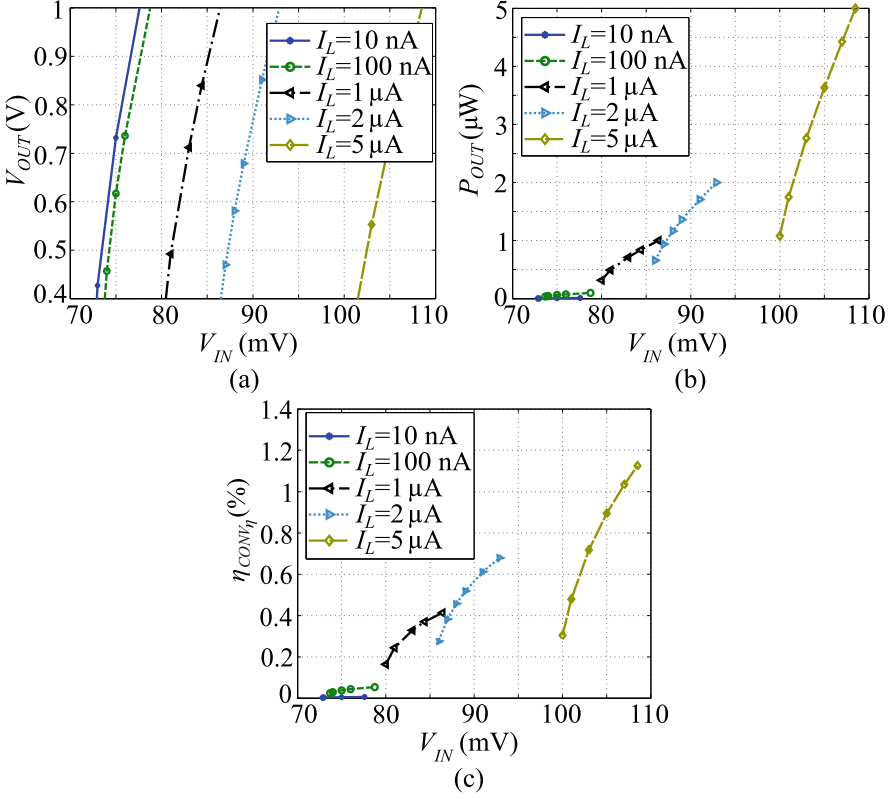 V_OUT (V)
1
0.9
0.8
0.7
0.6
0.5
0.4
I_L=10 nA
I_L=100 nA
I_L=1 µA
I_L=2 µA
I_L=5 µA
70 80 90 100 110
V_IN (mV)
(a)
P_OUT (µW)
5
4
3
2
1
0
I_L=10 nA
I_L=100 nA
I_L=1 µA
I_L=2 µA
I_L=5 µA
70 80 90 100 110
V_IN (mV)
(b)
η_CONV_η (%)
1.4
1.2
1
0.8
0.6
0.4
0.2
0
I_L=10 nA
I_L=100 nA
I_L=1 µA
I_L=2 µA
I_L=5 µA
70 80 90 100 110
V_IN (mV)
(c)